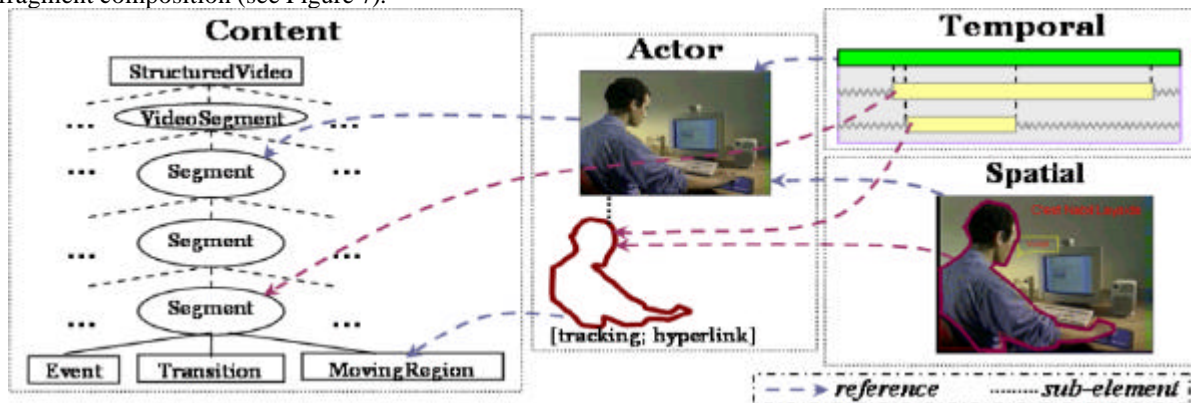 fragment composition (see Figure 7).
Content
StructuredVideo
... VideoSegment ...
... Segment ...
... Segment ...
... Segment ...
Event Transition MovingRegion
Actor
[tracking; hyperlink]
Temporal
Spatial
reference sub-element